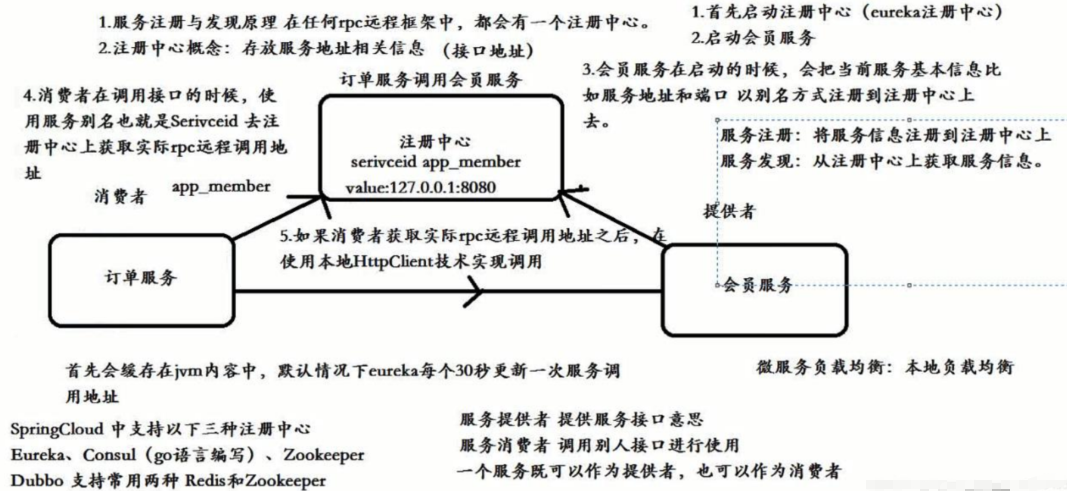 1.服务注册与发现原理 在任何rpc远程框架中，都会有一个注册中心。
2.注册中心概念：存放服务地址相关信息 （接口地址）
1.首先启动注册中心（eureka注册中心）
2.启动会员服务
订单服务调用会员服务
3.会员服务在启动的时候，会把当前服务基本信息比
如服务地址和端口 以别名方式注册到注册中心上
去。
4.消费者在调用接口的时候，使
用服务别名也就是Serivceid 去注
册中心上获取实际rpc远程调用地
址
注册中心
serivceid app_member
value:127.0.0.1:8080
服务注册：将服务信息注册到注册中心上
服务发现：从注册中心上获取服务信息。
消费者
app_member
提供者
5.如果消费者获取实际rpc远程调用地址之后，在
使用本地HttpClient技术实现调用
订单服务
会员服务
首先会缓存在jvm内容中，默认情况下eureka每个30秒更新一次服务调
用地址
微服务负载均衡：本地负载均衡
SpringCloud 中支持以下三种注册中心
Eureka、Consul（go语言编写）、Zookeeper
Dubbo 支持常用两种 Redis和Zookeeper
服务提供者 提供服务接口意思
服务消费者 调用别人接口进行使用
一个服务既可以作为提供者，也可以作为消费者